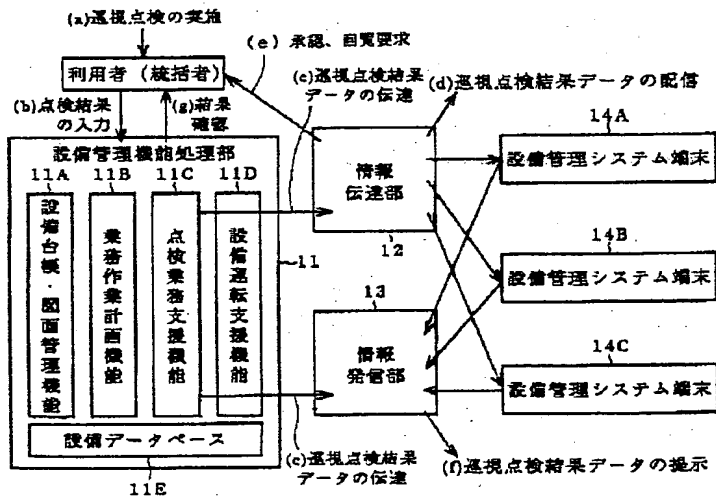 (a)巡視点検の実施
(e) 承認、回覧要求
利用者 (統括者)
(c)巡視点検結果
データの伝達
(d)巡視点検結果データの配信
(b)点検結果
の入力
(g)結果
確認
設備管理機能処理部
11A
11B
11C
11D
設備台帳・図面管理機能
業務作業計画機能
点検業務支援機能
設備運転支援機能
設備データベース
11E
11
情報
伝達部
12
13
情報
発信部
14A
設備管理システム端末
14B
設備管理システム端末
14C
設備管理システム端末
(c)巡視点検結果
データの伝達
(f)巡視点検結果データの提示